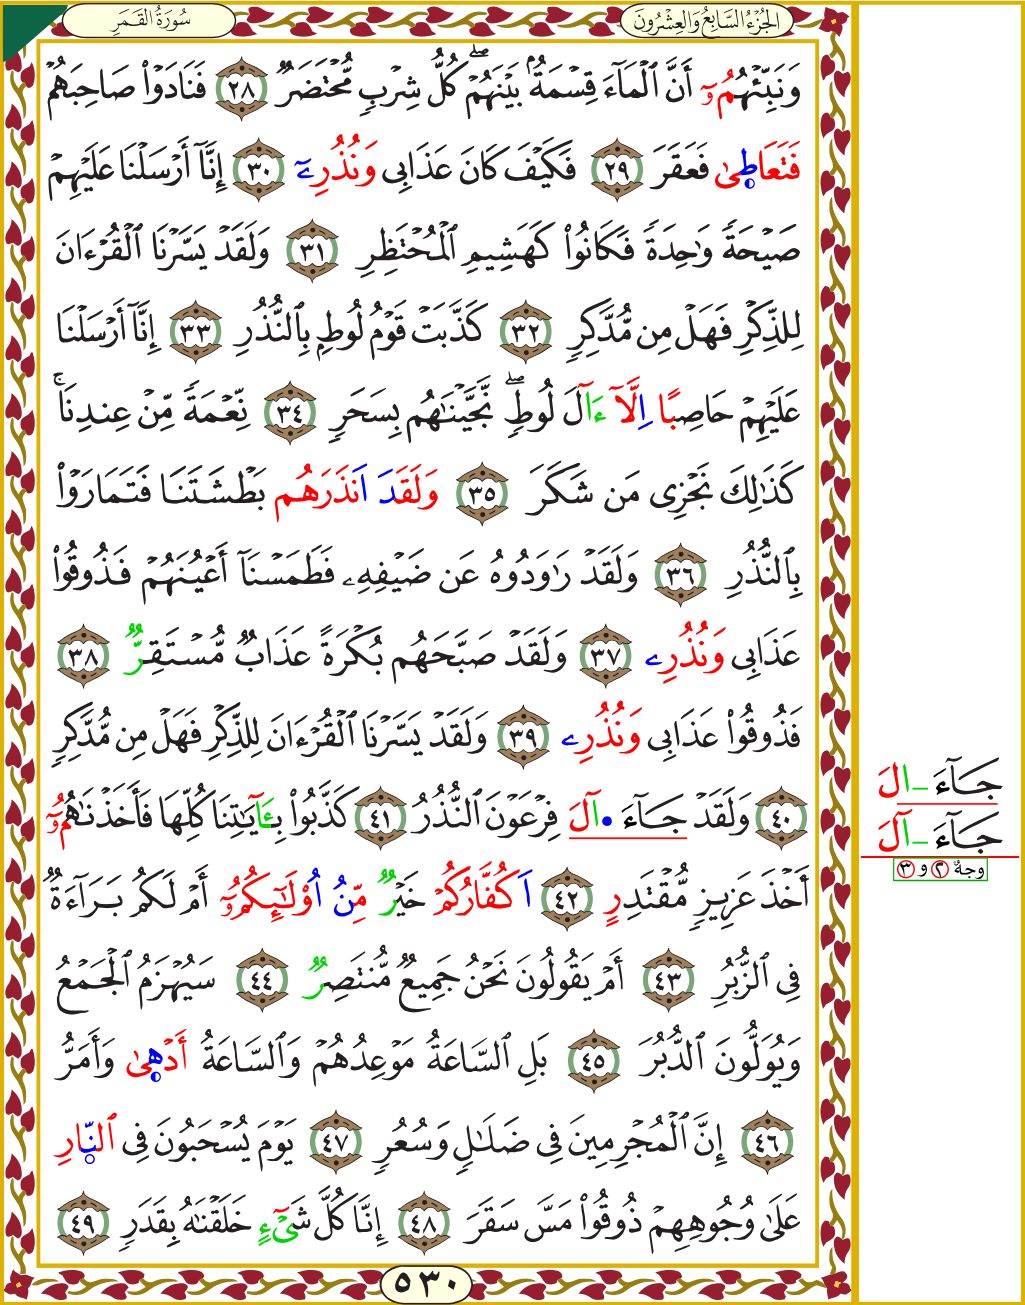 الجُزْءُ السَّابِعُ وَالعِشْرُونَ
سُورَةُ القَمَرِ
وَنَبِّئْهُمُۥٓ أَنَّ ٱلْمَآءَ قِسْمَةُۢ بَيْنَهُمْۖ كُلُّ شِرْبٖ مُّحْتَضَرٞ ٢٨ فَنَادَوْاْ صَاحِبَهُمْ
فَتَعَاطۭيٰ فَعَقَرَ ٢٩ فَكَيْفَ كَانَ عَذَابِى وَنُذُرِۦٓ ٣٠ إِنَّآ أَرْسَلْنَا عَلَيْهِمْ
صَيْحَةٗ وَٰحِدَةٗ فَكَانُواْ كَهَشِيمِ ٱلْمُحْتَظِرِ ٣١ وَلَقَدْ يَسَّرْنَا ٱلْقُرْءَانَ
لِلذِّكْرِ فَهَلْ مِن مُّدَّكِرٖ ٣٢ كَذَّبَتْ قَوْمُ لُوطِۭ بِٱلنُّذُرِ ٣٣ إِنَّآ أَرْسَلْنَا
عَلَيْهِمْ حَاصِبًا اِلَّآ ءَالَ لُوطٖۖ نَّجَّيْنَٰهُم بِسَحَرٖ ٣٤ نِّعْمَةٗ مِّنْ عِندِنَاۚ
كَذَٰلِكَ نَجْزِى مَن شَكَرَ ٣٥ وَلَقَدَ اَنذَرَهُم بَطْشَتَنَا فَتَمَارَوْاْ
بِٱلنُّذُرِ ٣٦ وَلَقَدْ رَٰوَدُوهُ عَن ضَيْفِهِۦ فَطَمَسْنَآ أَعْيُنَهُمْ فَذُوقُواْ
عَذَابِى وَنُذُرِۦ ٣٧ وَلَقَدْ صَبَّحَهُم بُكْرَةً عَذَابٞ مُّسْتَقِرّٞ ٣٨
فَذُوقُواْ عَذَابِى وَنُذُرِۦ ٣٩ وَلَقَدْ يَسَّرْنَا ٱلْقُرْءَانَ لِلذِّكْرِ فَهَلْ مِن مُّدَّكِرٖ
٤٠ وَلَقَدْ جَآءَ اٰ۬لَ فِرْعَوْنَ ٱلنُّذُرُ ٤١ كَذَّبُواْ بِـَٔايَٰتِنَا كُلِّهَا فَأَخَذْنَٰهُمُۥٓ
أَخْذَ عَزِيزٖ مُّقْتَدِرٍ ٤٢ اَكُفَّارُكُمْ خَيْرٞ مِّنُ اُوْلَٰٓئِكُمُۥٓ أَمْ لَكُم بَرَآءَةٞ
فِى ٱلزُّبُرِ ٤٣ أَمْ يَقُولُونَ نَحْنُ جَمِيعٞ مُّنتَصِرٞ ٤٤ سَيُهْزَمُ ٱلْجَمْعُ
وَيُوَلُّونَ ٱلدُّبُرَ ٤٥ بَلِ ٱلسَّاعَةُ مَوْعِدُهُمْ وَٱلسَّاعَةُ أَدْهۭيٰ وَأَمَرُّ
٤٦ إِنَّ ٱلْمُجْرِمِينَ فِى ضَلَٰلٖ وَسُعُرٖ ٤٧ يَوْمَ يُسْحَبُونَ فِى ٱلنّ۪ارِ
عَلَىٰ وُجُوهِهِمْ ذُوقُواْ مَسَّ سَقَرَ ٤٨ إِنَّا كُلَّ شَىْءٍ خَلَقْنَٰهُ بِقَدَرٖ ٤٩
٥٣٠
جَآءَ الَ
جَآءَ آلَ
وجهٌ ٢ و ٣